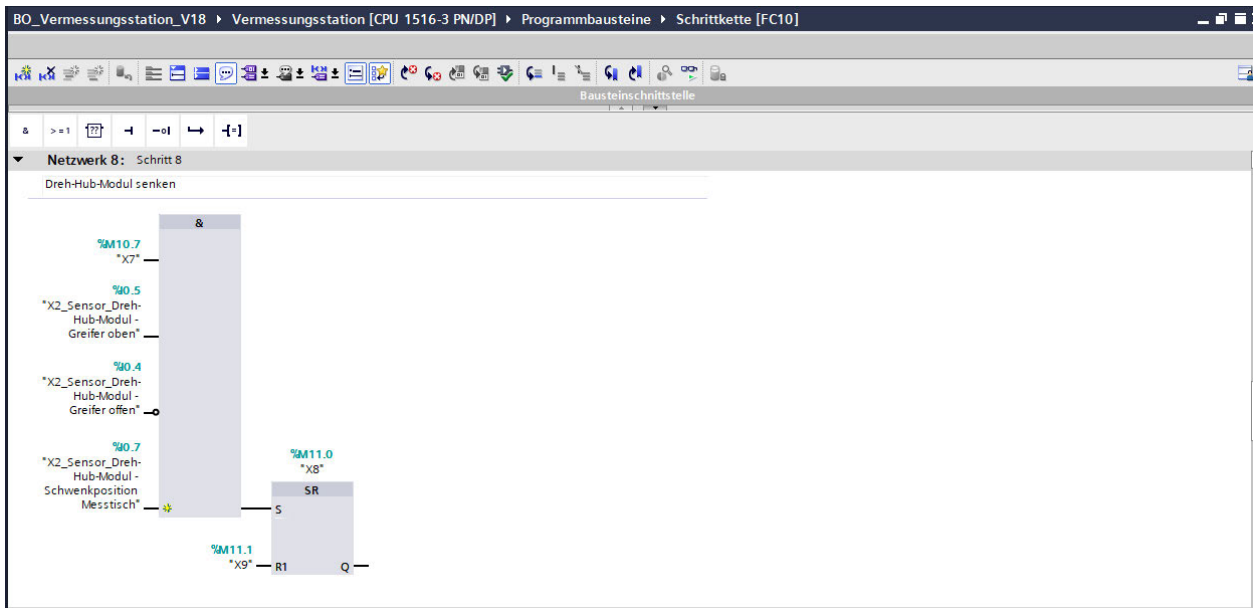 BO_Vermessungsstation_V18 ▸ Vermessungsstation [CPU 1516-3 PN/DP] ▸ Programmbausteine ▸ Schrittkette [FC10]
Bausteinschnittstelle
& >=1 ??
Netzwerk 8: Schritt 8
Dreh-Hub-Modul senken
&
%M10.7
"X7"
%I0.5
"X2_Sensor_Dreh-
Hub-Modul -
Greifer oben"
%I0.4
"X2_Sensor_Dreh-
Hub-Modul -
Greifer offen"
%I0.7
"X2_Sensor_Dreh-
Hub-Modul -
Schwenkposition
Messtisch"
%M11.0
"X8"
SR
S
%M11.1
"X9"
R1 Q